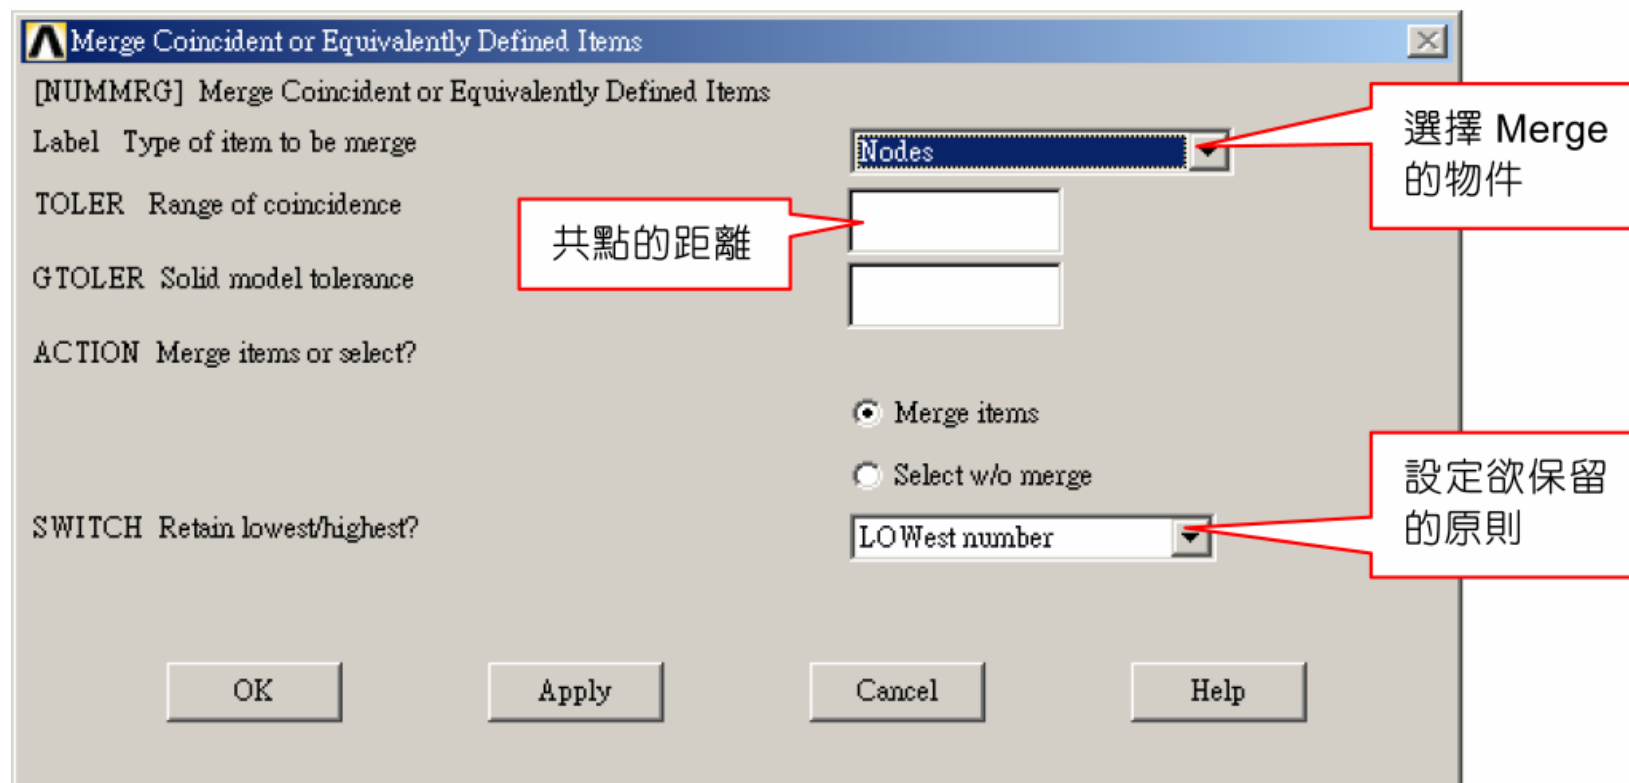 Merge Coincident or Equivalently Defined Items
[NUMMRG] Merge Coincident or Equivalently Defined Items
Label Type of item to be merge
Nodes
選擇 Merge
的物件
TOLER Range of coincidence
共點的距離
GTOLER Solid model tolerance
ACTION Merge items or select?
Merge items
Select w/o merge
設定欲保留
的原則
SWITCH Retain lowest/highest?
LOWest number
OK
Apply
Cancel
Help